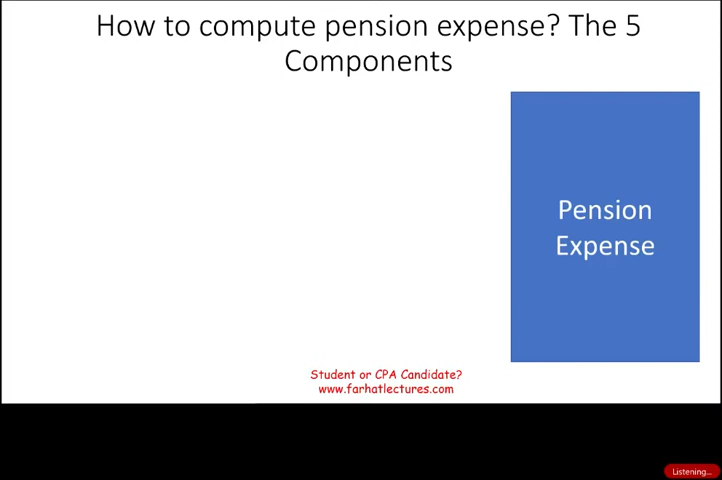 How to compute pension expense? The 5
Components
Pension
Expense
Student or CPA Candidate?
www.farhatlectures.com
Listening...